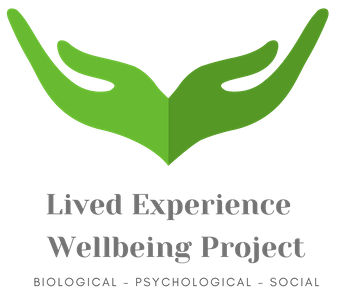 Lived Experience
Wellbeing Project
BIOLOGICAL - PSYCHOLOGICAL - SOCIAL